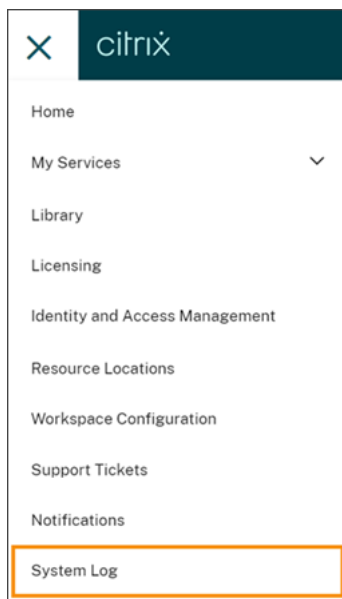 citrix
Home
My Services
Library
Licensing
Identity and Access Management
Resource Locations
Workspace Configuration
Support Tickets
Notifications
System Log